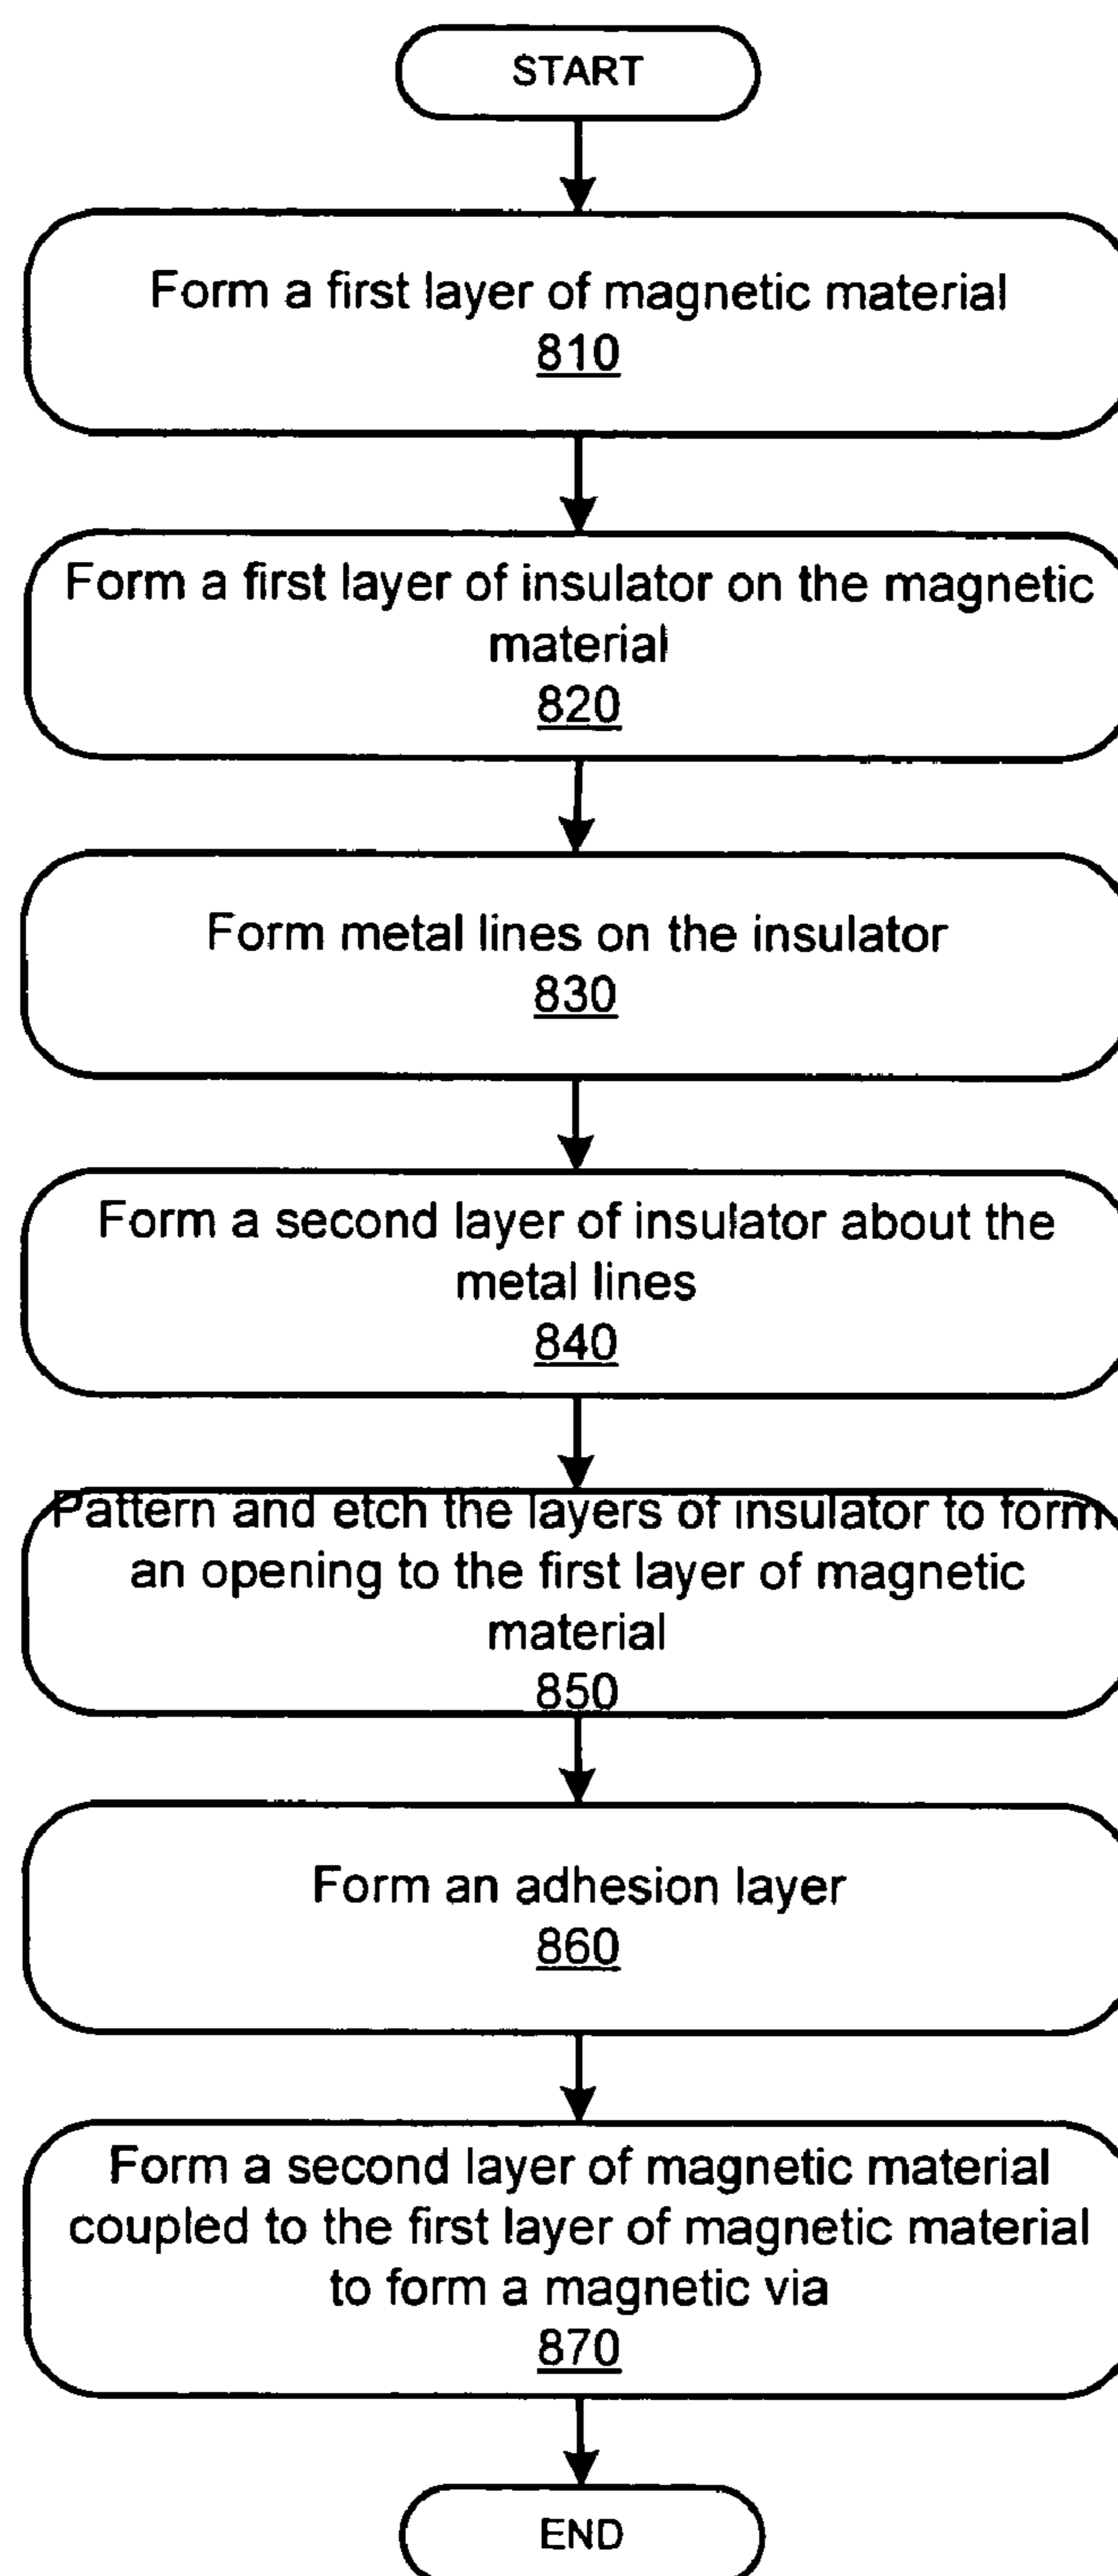 START
Form a first layer of magnetic material
810
Form a first layer of insulator on the magnetic
material
820
Form metal lines on the insulator
830
Form a second layer of insulator about the
metal lines
840
Pattern and etch the layers of insulator to form
an opening to the first layer of magnetic
material
850
Form an adhesion layer
860
Form a second layer of magnetic material
coupled to the first layer of magnetic material
to form a magnetic via
870
END